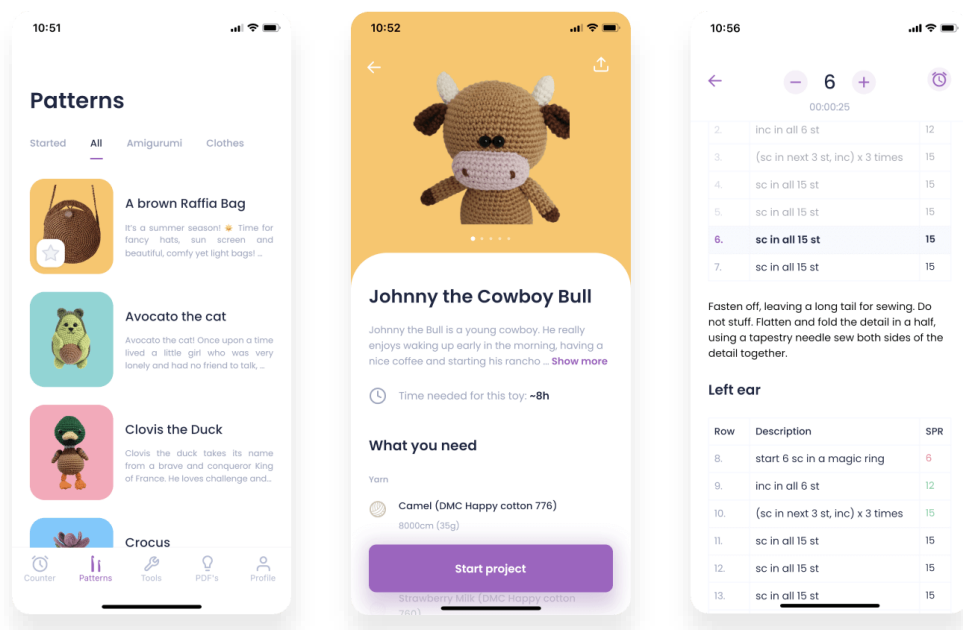 10:51
Patterns
Started All Amigurumi Clothes
A brown Raffia Bag
It's a summer season! 🌞 Time for
fancy hats, sun screen and
beautiful, comfy yet light bags! ...
Avocato the cat
Avocato the cat! Once upon a time
lived a little girl who was very
lonely and had no friend to talk, ...
Clovis the Duck
Clovis the duck takes its name
from a brave and conqueror King
of France. He loves challenge and...
Crocus
Counter Patterns Tools PDF's Profile
10:52
Johnny the Cowboy Bull
Johnny the Bull is a young cowboy. He really
enjoys waking up early in the morning, having a
nice coffee and starting his rancho ... Show more
Time needed for this toy: ~8h
What you need
Yarn
Camel (DMC Happy cotton 776)
8000cm (35g)
Start project
Strawberry Milk (DMC Happy cotton
760)
10:56
− 6 +
00:00:25
2. inc in all 6 st 12
3. (sc in next 3 st, inc) x 3 times 15
4. sc in all 15 st 15
5. sc in all 15 st 15
6. sc in all 15 st 15
7. sc in all 15 st 15
Fasten off, leaving a long tail for sewing. Do
not stuff. Flatten and fold the detail in a half,
using a tapestry needle sew both sides of the
detail together.
Left ear
Row Description SPR
8. start 6 sc in a magic ring 6
9. inc in all 6 st 12
10. (sc in next 3 st, inc) x 3 times 15
11. sc in all 15 st 15
12. sc in all 15 st 15
13. sc in all 15 st 15